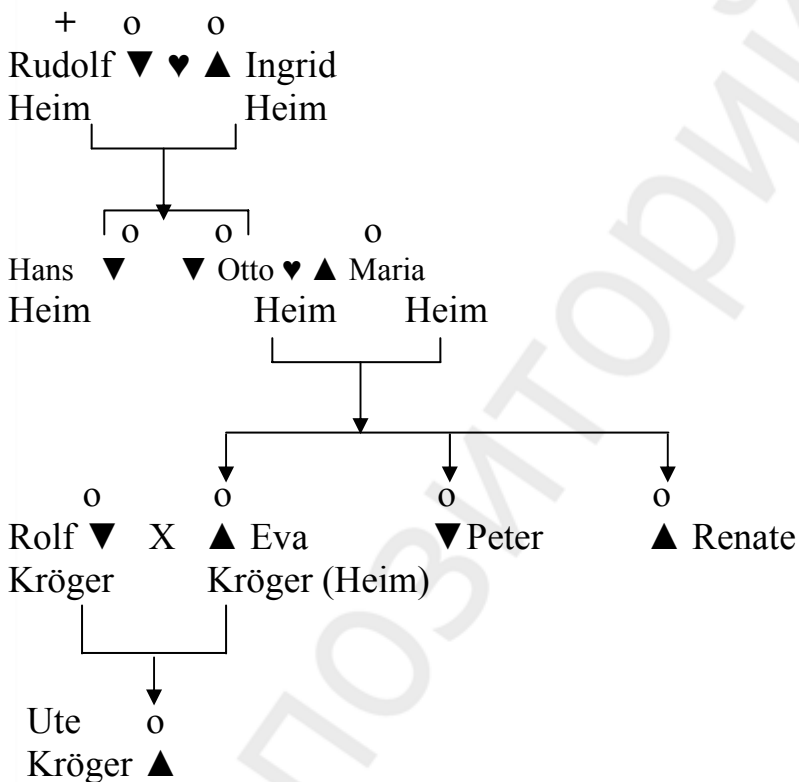 + o o
Rudolf ▼ ♥ ▲ Ingrid
Heim Heim
o o o
Hans ▼ ▼ Otto ♥ ▲ Maria
Heim Heim Heim
o o o o
Rolf ▼ X ▲ Eva ▼Peter ▲ Renate
Kröger Kröger (Heim)
Ute o
Kröger ▲
позиторий